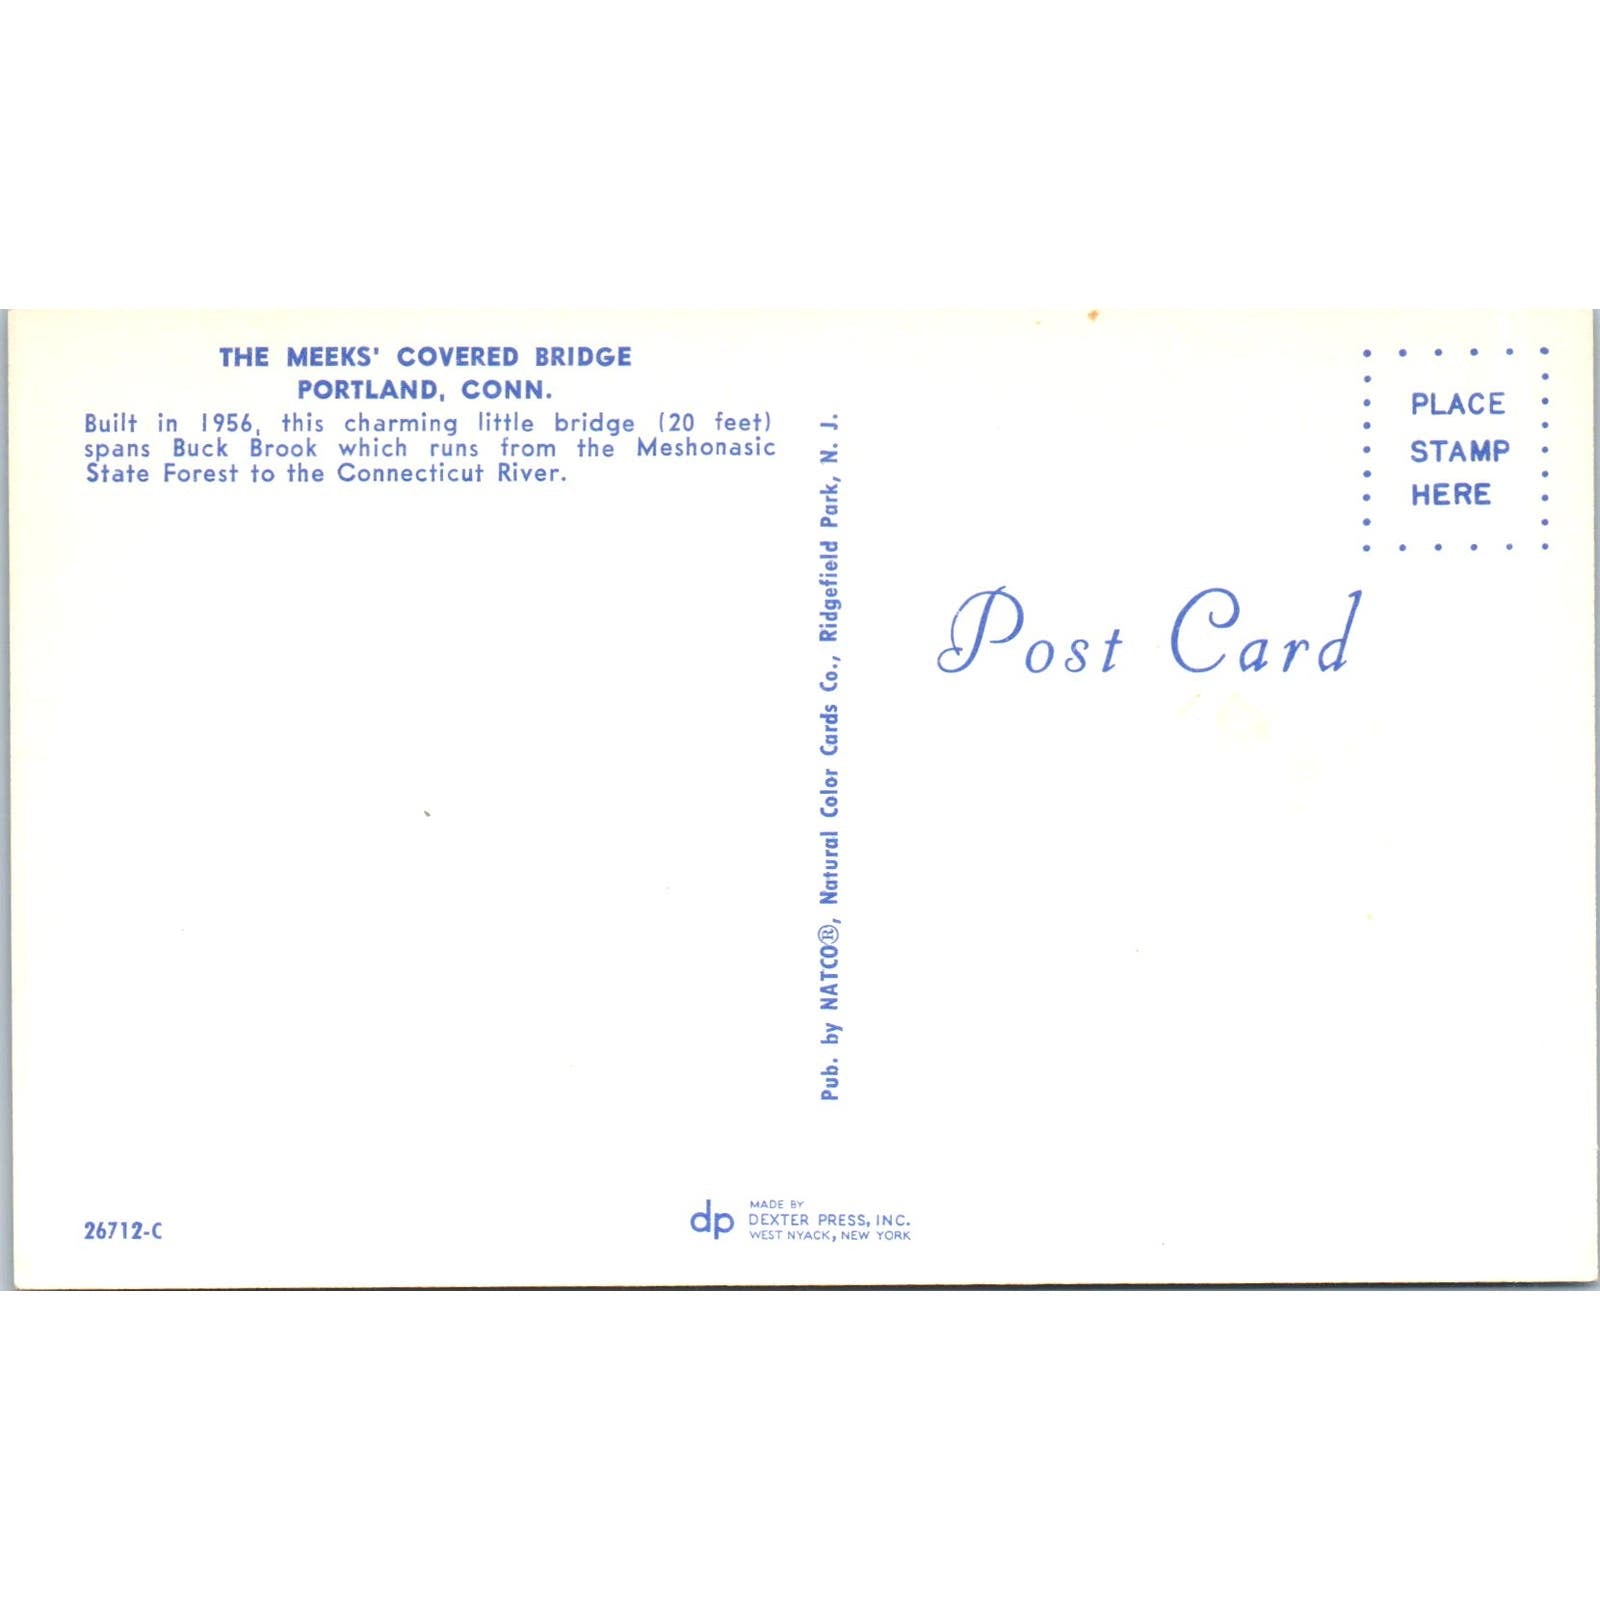 THE MEEKS' COVERED BRIDGE
PORTLAND, CONN.
Built in 1956, this charming little bridge (20 feet)
spans Buck Brook which runs from the Meshonasic
State Forest to the Connecticut River.
Pub. by NATCO®, Natural Color Cards Co., Ridgefield Park, N. J.
PLACE
STAMP
HERE
Post Card
26712-C
dp
MADE BY
DEXTER PRESS, INC.
WEST NYACK, NEW YORK